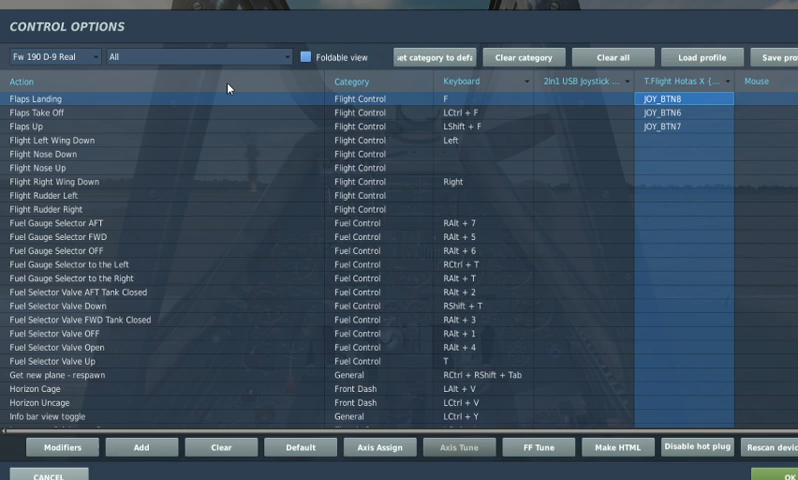 CONTROL OPTIONS
Fw 190 D-9 Real All Foldable view set category to defa Clear category Clear all Load profile Save pro
Action Category Keyboard 2In1 USB Joystick ... T.Flight Hotas X {... Mouse
Flaps Landing Flight Control F JOY_BTN8
Flaps Take Off Flight Control LCtrl + F JOY_BTN6
Flaps Up Flight Control LShift + F JOY_BTN7
Flight Left Wing Down Flight Control Left
Flight Nose Down Flight Control
Flight Nose Up Flight Control
Flight Right Wing Down Flight Control Right
Flight Rudder Left Flight Control
Flight Rudder Right Flight Control
Fuel Gauge Selector AFT Fuel Control RAlt + 7
Fuel Gauge Selector FWD Fuel Control RAlt + 5
Fuel Gauge Selector OFF Fuel Control RAlt + 6
Fuel Gauge Selector to the Left Fuel Control RCtrl + T
Fuel Gauge Selector to the Right Fuel Control RAlt + T
Fuel Selector Valve AFT Tank Closed Fuel Control RAlt + 2
Fuel Selector Valve Down Fuel Control RShift + T
Fuel Selector Valve FWD Tank Closed Fuel Control RAlt + 3
Fuel Selector Valve OFF Fuel Control RAlt + 1
Fuel Selector Valve Open Fuel Control RAlt + 4
Fuel Selector Valve Up Fuel Control T
Get new plane - respawn General RCtrl + RShift + Tab
Horizon Cage Front Dash LAlt + V
Horizon Uncage Front Dash LCtrl + V
Info bar view toggle General LCtrl + Y
Modifiers Add Clear Default Axis Assign Axis Tune FF Tune Make HTML Disable hot plug Rescan devic
CANCEL OK